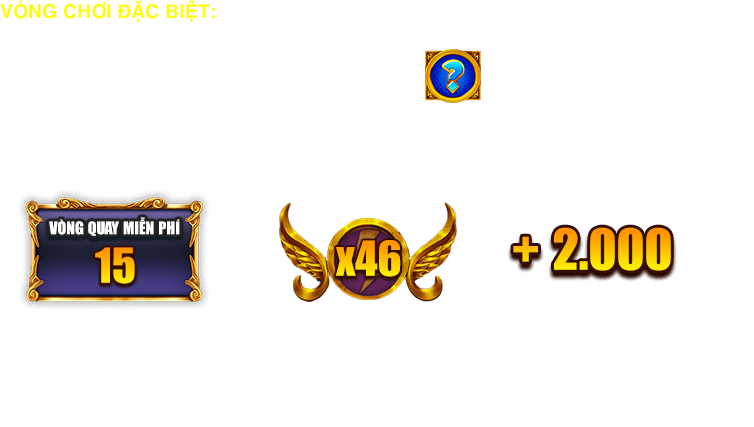 VÒNG CHƠI ĐẶC BIỆT:
?
VÒNG QUAY MIỄN PHÍ
15
x46
+ 2.000